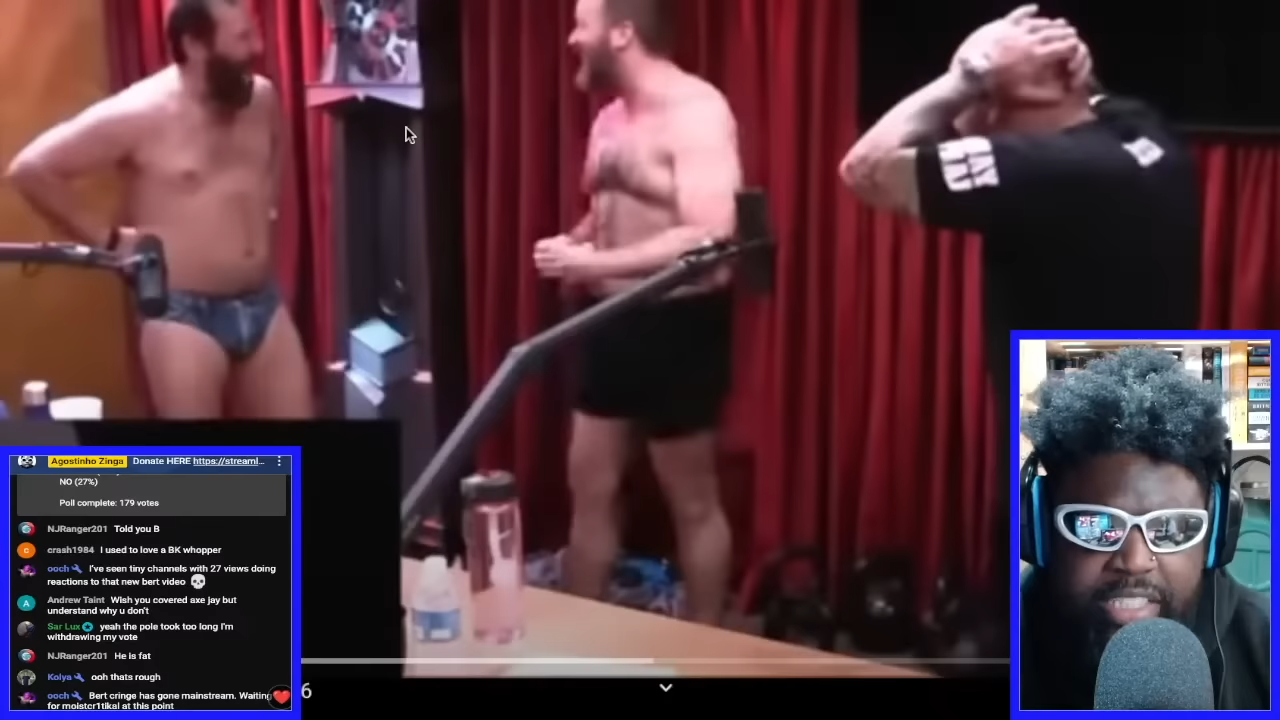 Agostinho Zinga Donate HERE https://streaml...
NO (27%)
Poll complete: 179 votes
NJRanger201 Told you B
crash1984 I used to love a BK whopper
ooch I've seen tiny channels with 27 views doing
reactions to that new bert video
Andrew Taint Wish you covered axe jay but
understand why u don't
Sar Lux yeah the pole took too long I'm
withdrawing my vote
NJRanger201 He is fat
Kolya ooh thats rough
ooch Bert cringe has gone mainstream. Waiting
for moistcr1tikal at this point
6